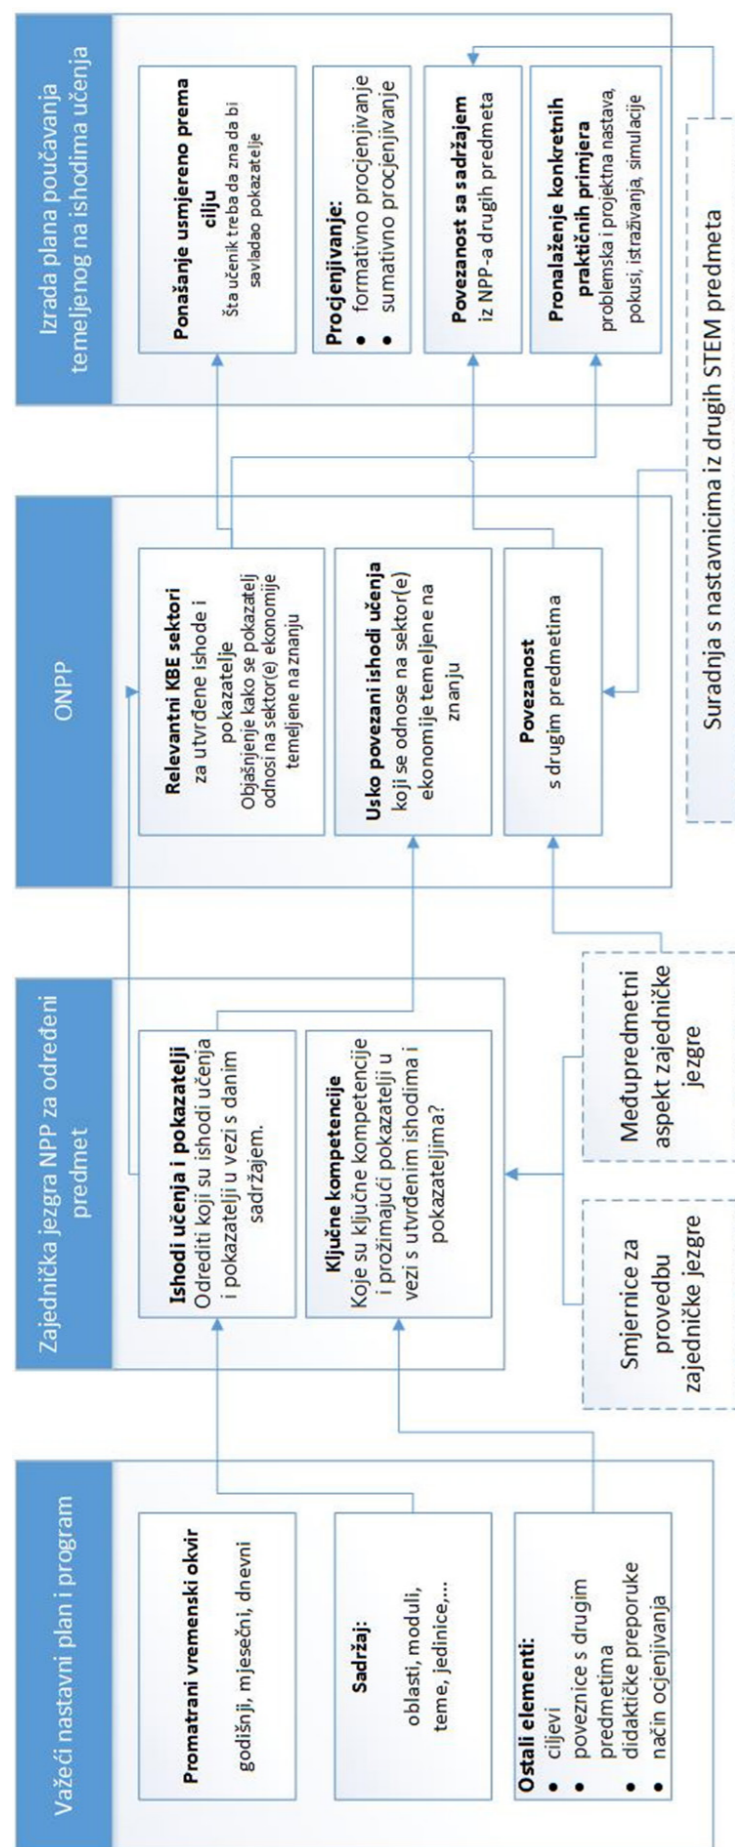 Važeći nastavni plan i program
Promatrani vremenski okvir
godišnji, mjesečni, dnevni
Sadržaj:
oblasti, moduli,
teme, jedinice,...
Ostali elementi:
• ciljevi
• poveznice s drugim
predmetima
• didaktičke preporuke
• način ocjenjivanja
Zajednička jezgra NPP za određeni
predmet
Ishodi učenja i pokazatelji
Odrediti koji su ishodi učenja
i pokazatelji u vezi s danim
sadržajem.
Ključne kompetencije
Koje su ključne kompetencije
i prožimajući pokazatelji u
vezi s utvrđenim ishodima i
pokazateljima?
Smjernice za
provedbu
zajedničke jezgre
Međupredmetni
aspekt zajedničke
jezgre
ONPP
Relevantni KBE sektori
za utvrđene ishode i
pokazatelje
Objašnjenje kako se pokazatelj
odnosi na sektor(e) ekonomije
temeljene na znanju
Usko povezani ishodi učenja
koji se odnose na sektor(e)
ekonomije temeljene na
znanju
Povezanost
s drugim predmetima
Izrada plana poučavanja
temeljenog na ishodima učenja
Ponašanje usmjereno prema
cilju
Šta učenik treba da zna da bi
savladao pokazatelje
Procjenjivanje:
• formativno procjenjivanje
• sumativno procjenjivanje
Povezanost sa sadržajem
iz NPP-a drugih predmeta
Pronalaženje konkretnih
praktičnih primjera
problemska i projektna nastava,
pokusi, istraživanja, simulacije
Suradnja s nastavnicima iz drugih STEM predmeta